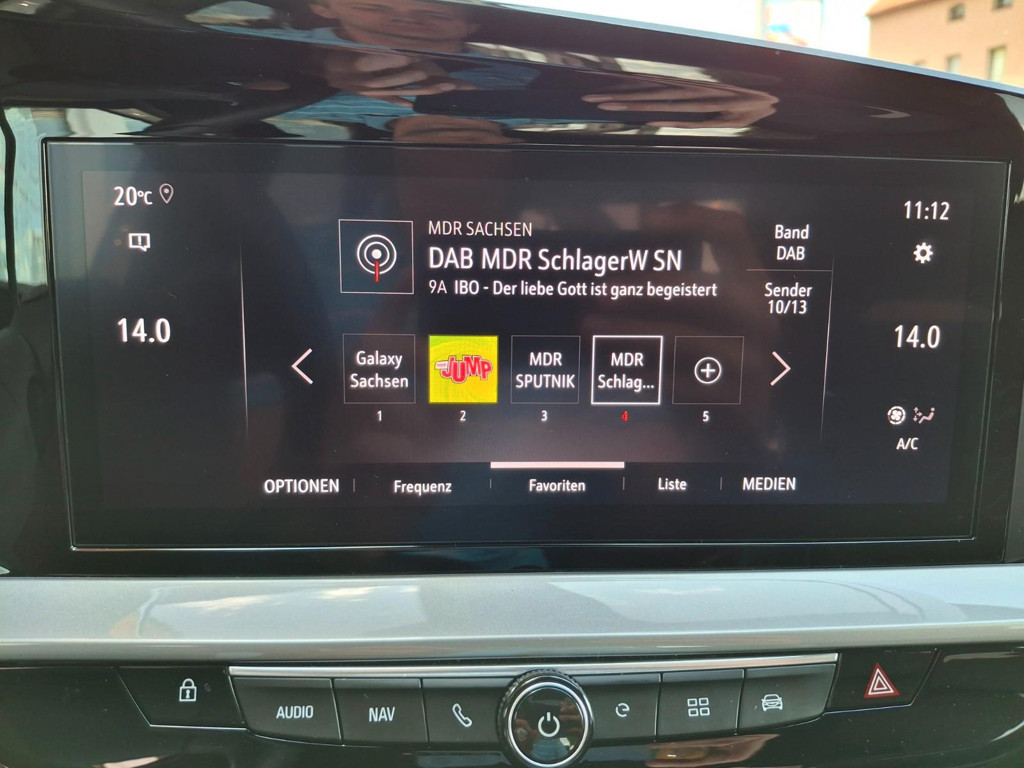 20°C
11:12
MDR SACHSEN
DAB MDR SchlagerW SN
9A IBO - Der liebe Gott ist ganz begeistert
Band
DAB
Sender
10/13
14.0
14.0
Galaxy
Sachsen
JUMP
MDR
SPUTNIK
MDR
Schlag...
1
2
3
4
5
A/C
OPTIONEN
Frequenz
Favoriten
Liste
MEDIEN
AUDIO
NAV